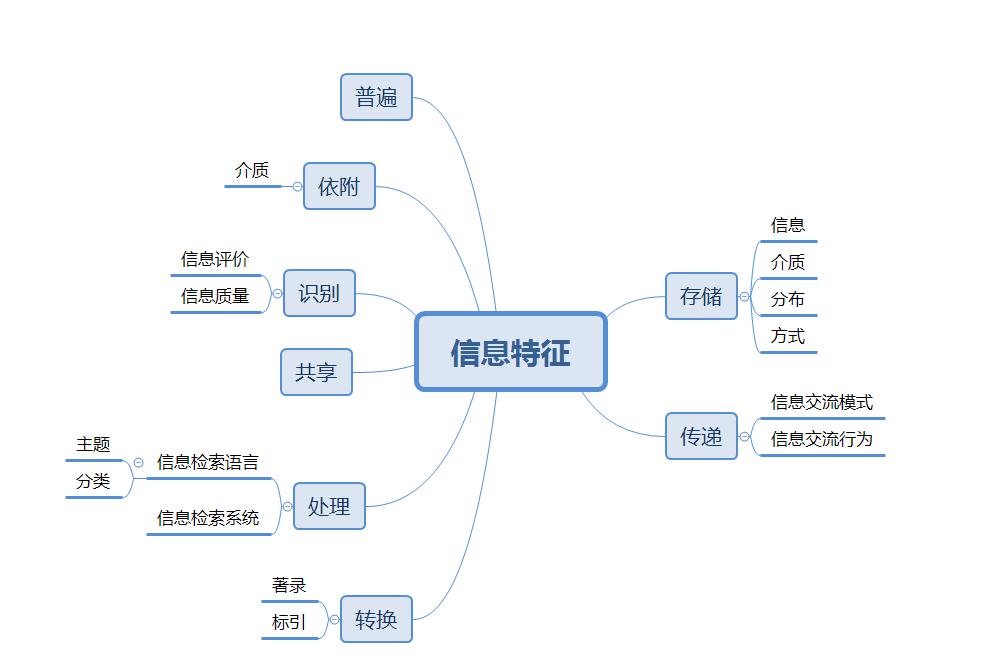 普遍
介质
依附
信息评价
信息质量
识别
共享
主题
分类
信息检索语言
信息检索系统
处理
著录
标引
转换
信息特征
存储
信息
介质
分布
方式
传递
信息交流模式
信息交流行为